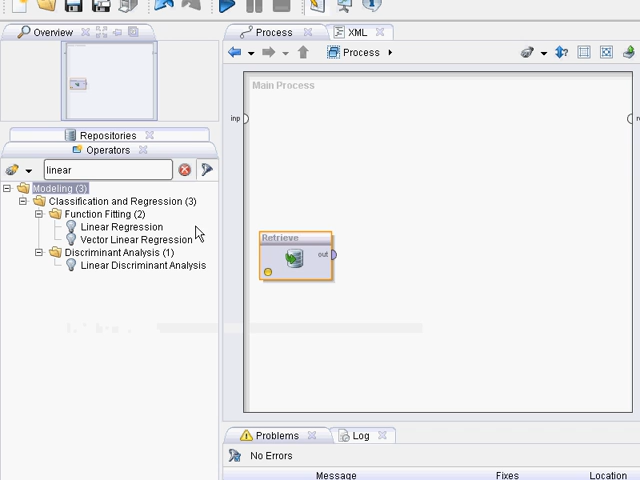 Overview
Process
XML
Process
Main Process
inp
Repositories
Operators
linear
Modeling (3)
Classification and Regression (3)
Function Fitting (2)
Linear Regression
Vector Linear Regression
Discriminant Analysis (1)
Linear Discriminant Analysis
Retrieve
out
Problems
Log
No Errors
Message
Fixes
Location